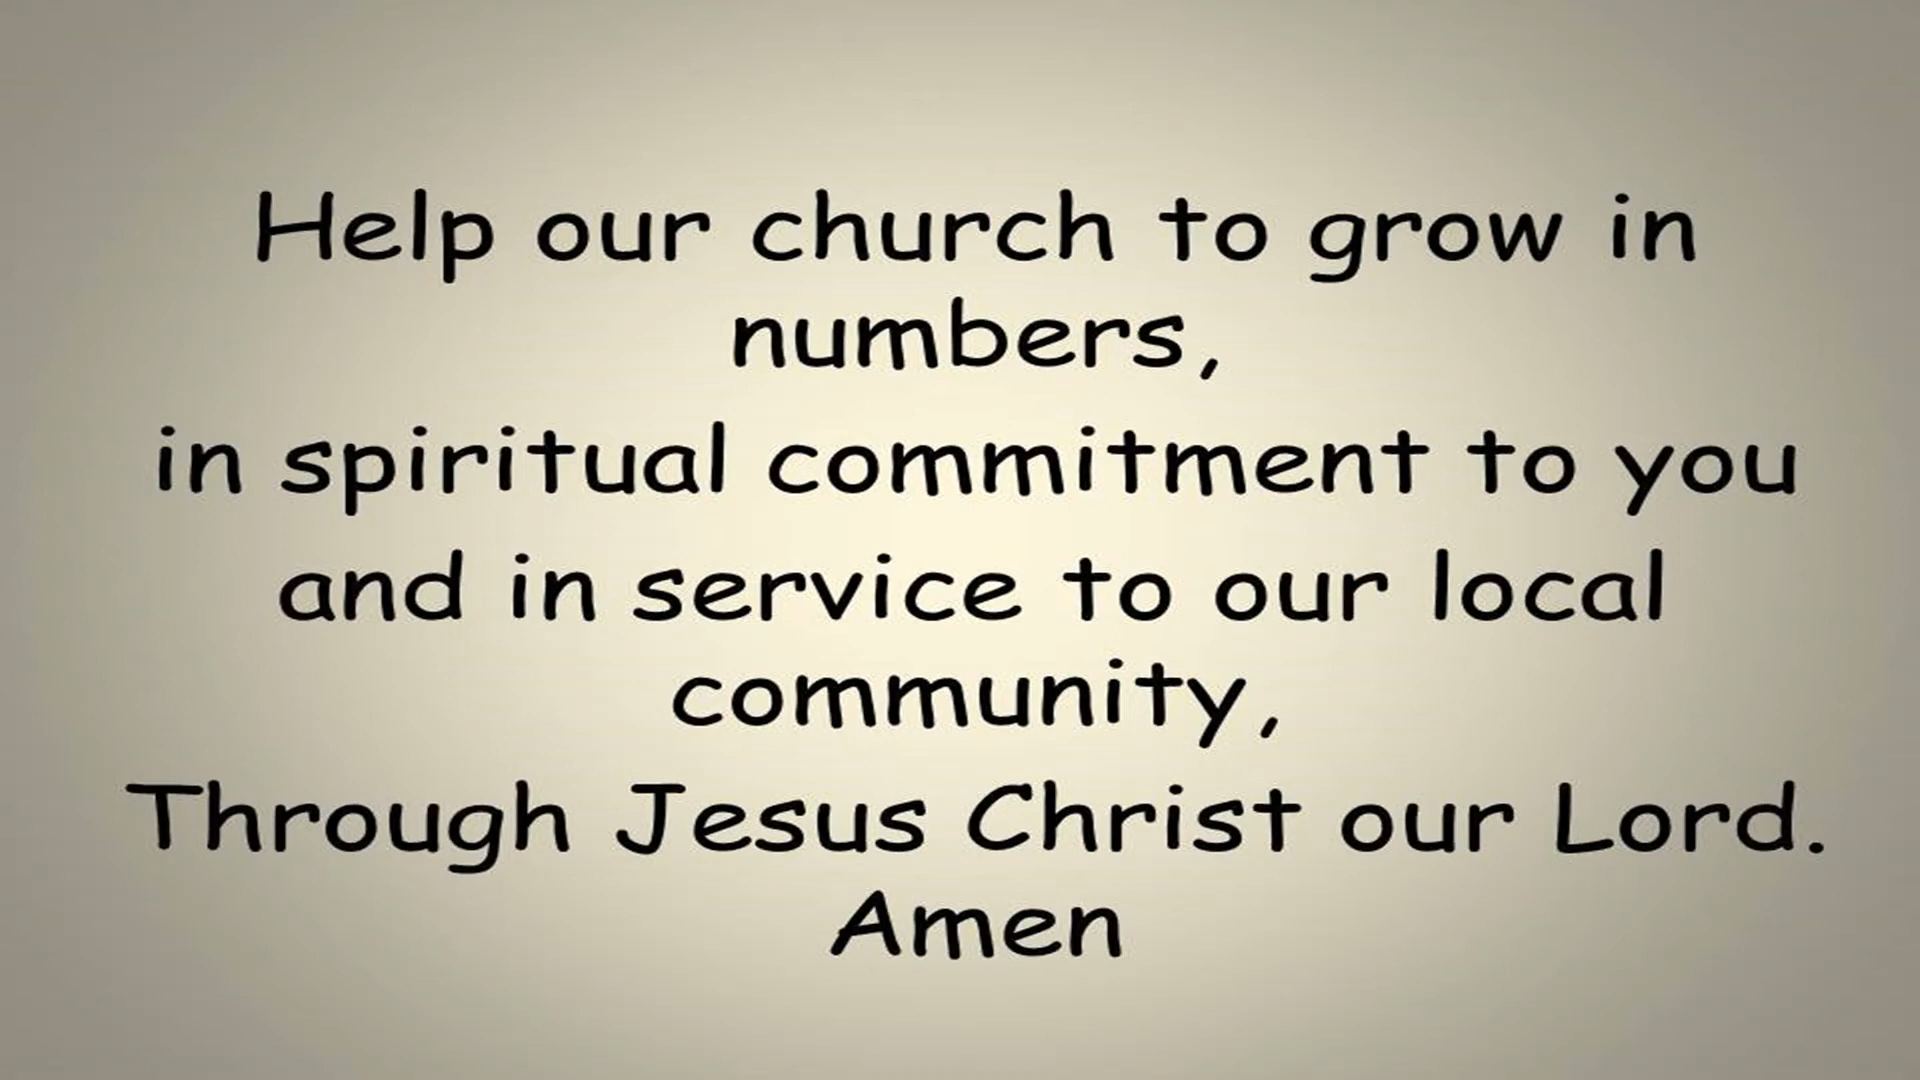 Help our church to grow in
numbers,
in spiritual commitment to you
and in service to our local
community,
Through Jesus Christ our Lord.
Amen